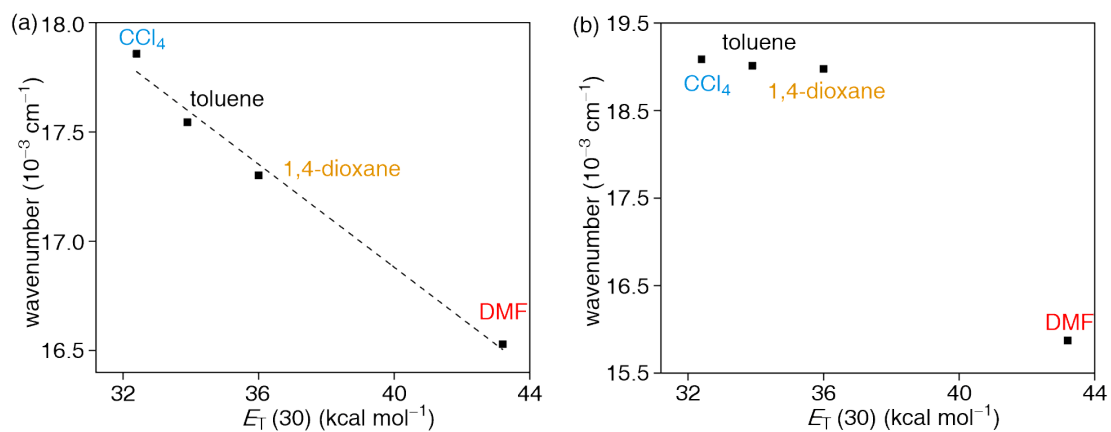 (a)
18.0
17.5
17.0
16.5
wavenumber (10⁻³ cm⁻¹)
CCl₄
toluene
1,4-dioxane
DMF
32 36 40 44
E_T (30) (kcal mol⁻¹)
(b)
19.5
18.5
17.5
16.5
15.5
wavenumber (10⁻³ cm⁻¹)
toluene
CCl₄
1,4-dioxane
DMF
32 36 40 44
E_T (30) (kcal mol⁻¹)